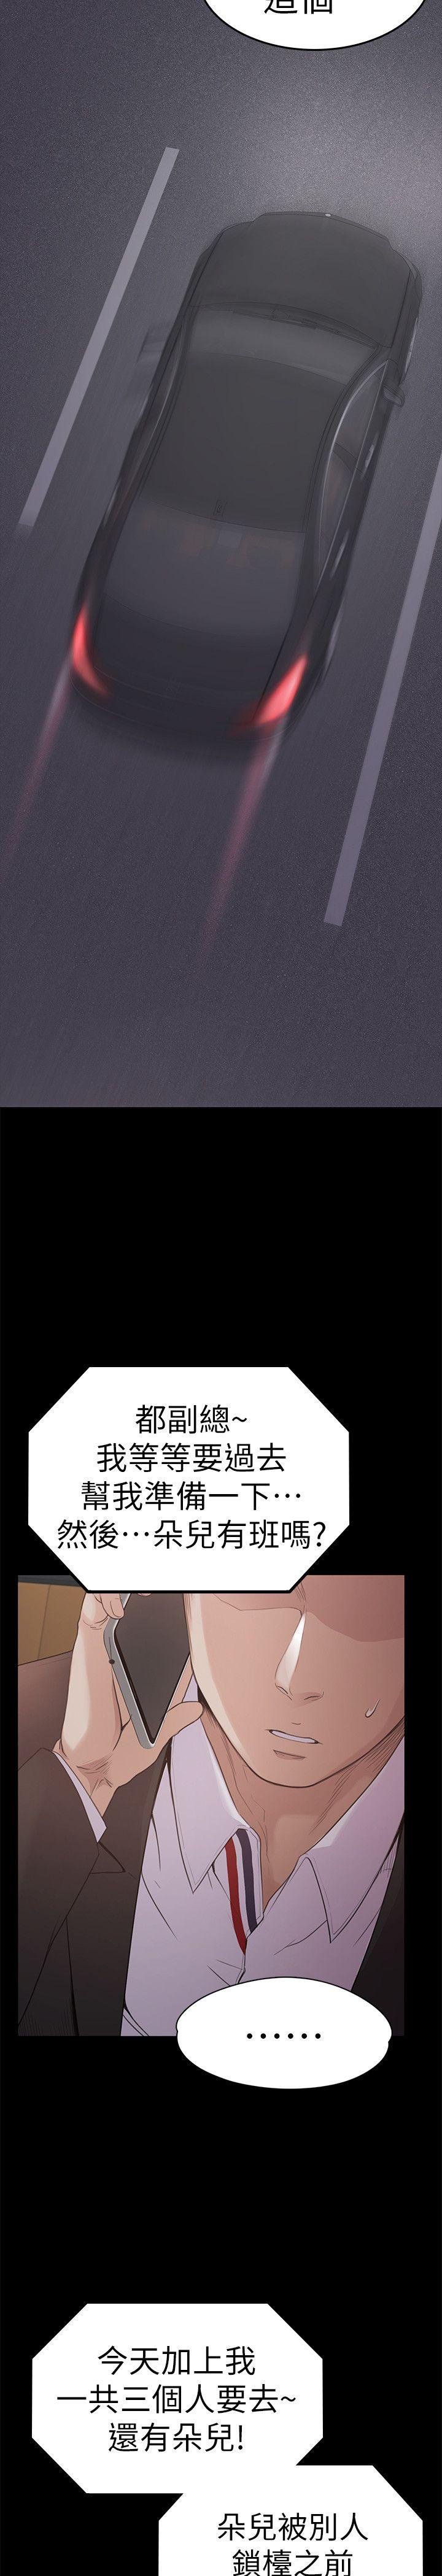 這個
都副總~
我等等要過去
幫我準備一下…
然後…朵兒有班嗎?
……
今天加上我
一共三個人要去~
還有朵兒!
朵兒被別人
鎖檯之前